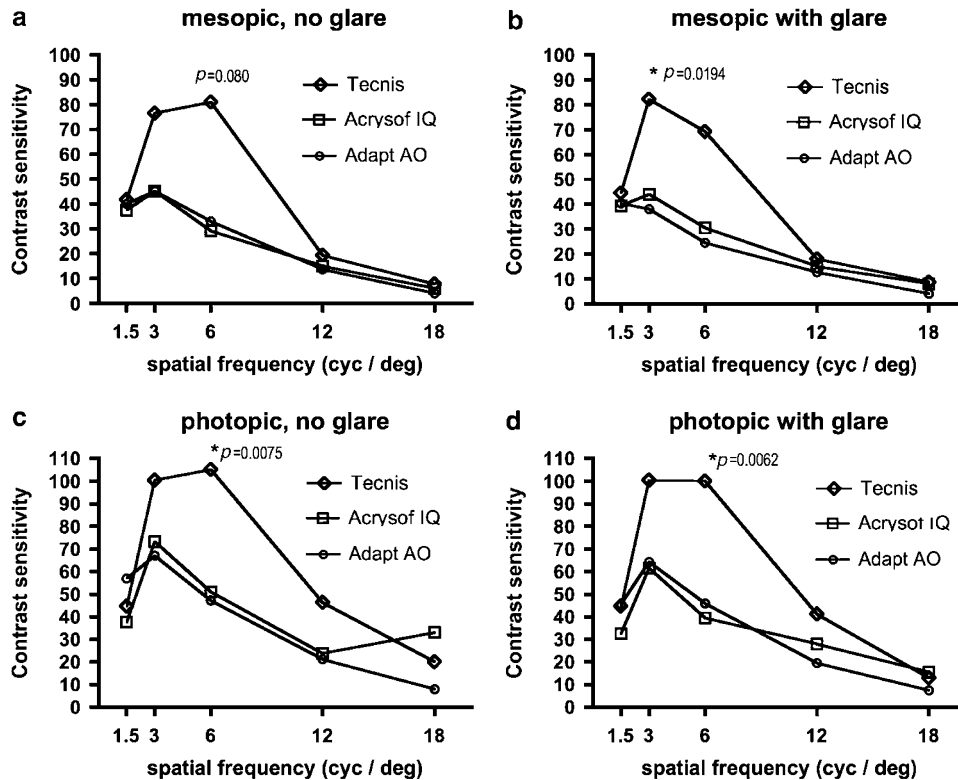 a
mesopic, no glare
100
90
80
70
60
50
40
30
20
10
0
Contrast sensitivity
p=0.080
Tecnis
Acrysof IQ
Adapt AO
1.5 3 6 12 18
spatial frequency (cyc / deg)
b
mesopic with glare
100
90
80
70
60
50
40
30
20
10
0
Contrast sensitivity
* p=0.0194
Tecnis
Acrysof IQ
Adapt AO
1.5 3 6 12 18
spatial frequency (cyc / deg)
c
photopic, no glare
110
100
90
80
70
60
50
40
30
20
10
0
Contrast sensitivity
*p=0.0075
Tecnis
Acrysof IQ
Adapt AO
1.5 3 6 12 18
spatial frequency (cyc / deg)
d
photopic with glare
110
100
90
80
70
60
50
40
30
20
10
0
Contrast sensitivity
*p=0.0062
Tecnis
Acrysof IQ
Adapt AO
1.5 3 6 12 18
spatial frequency (cyc / deg)